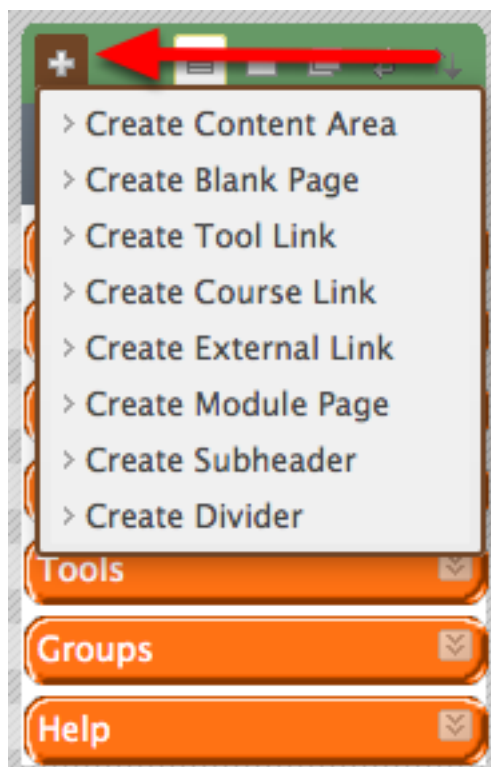 Create Content Area
Create Blank Page
Create Tool Link
Create Course Link
Create External Link
Create Module Page
Create Subheader
Create Divider
Tools
Groups
Help